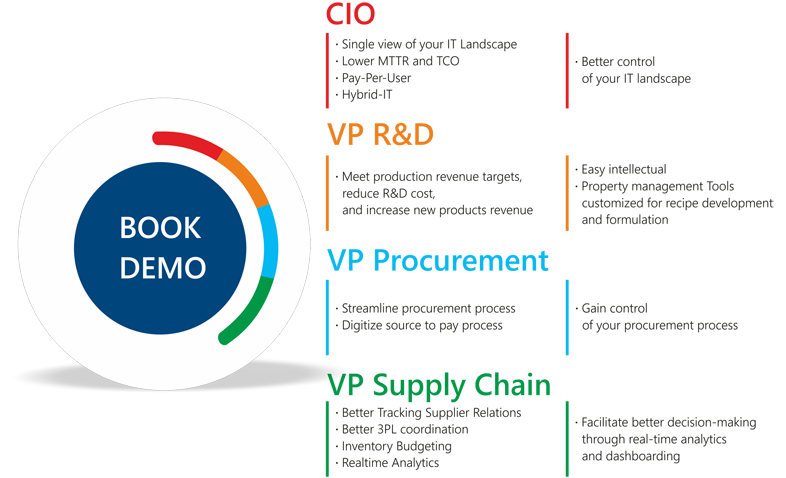 CIO
· Single view of your IT Landscape
· Lower MTTR and TCO
· Pay-Per-User
· Hybrid-IT
· Better control
of your IT landscape
VP R&D
· Meet production revenue targets,
reduce R&D cost,
and increase new products revenue
· Easy intellectual
· Property management Tools
customized for recipe development
and formulation
BOOK
DEMO
VP Procurement
· Streamline procurement process
· Digitize source to pay process
· Gain control
of your procurement process
VP Supply Chain
· Better Tracking Supplier Relations
· Better 3PL coordination
· Inventory Budgeting
· Realtime Analytics
· Facilitate better decision-making
through real-time analytics
and dashboarding